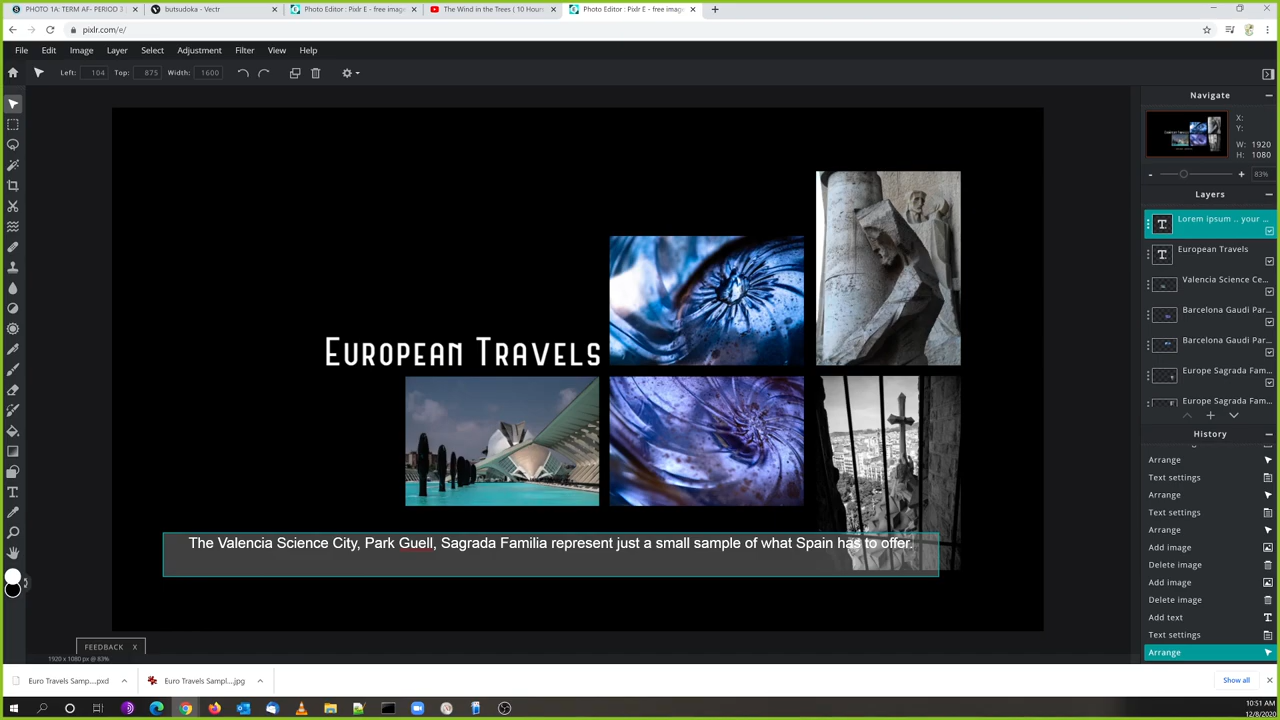 PHOTO 1A: TERM AF- PERIOD 3
butsudoka - Vectr
Photo Editor : Pixlr E - free imag
The Wind in the Trees ( 10 Hours
Photo Editor : Pixlr E - free imag
pixlr.com/e/
File Edit Image Layer Select Adjustment Filter View Help
Left: 104 Top: 875 Width: 1600
Navigate
X:
Y:
W: 1920
H: 1080
- + 83%
Layers
Lorem ipsum .. your ...
European Travels
Valencia Science Ce...
Barcelona Gaudi Par...
Barcelona Gaudi Par...
Europe Sagrada Fam...
Europe Sagrada Fam...
History
Arrange
Text settings
Arrange
Text settings
Arrange
Add image
Delete image
Add image
Delete image
Add text
Text settings
Arrange
European Travels
The Valencia Science City, Park Guell, Sagrada Familia represent just a small sample of what Spain has to offer.
FEEDBACK X
1920 x 1080 px @ 83%
Euro Travels Samp....pxd
Euro Travels Sampl....jpg
Show all
10:51 AM
12/8/2020